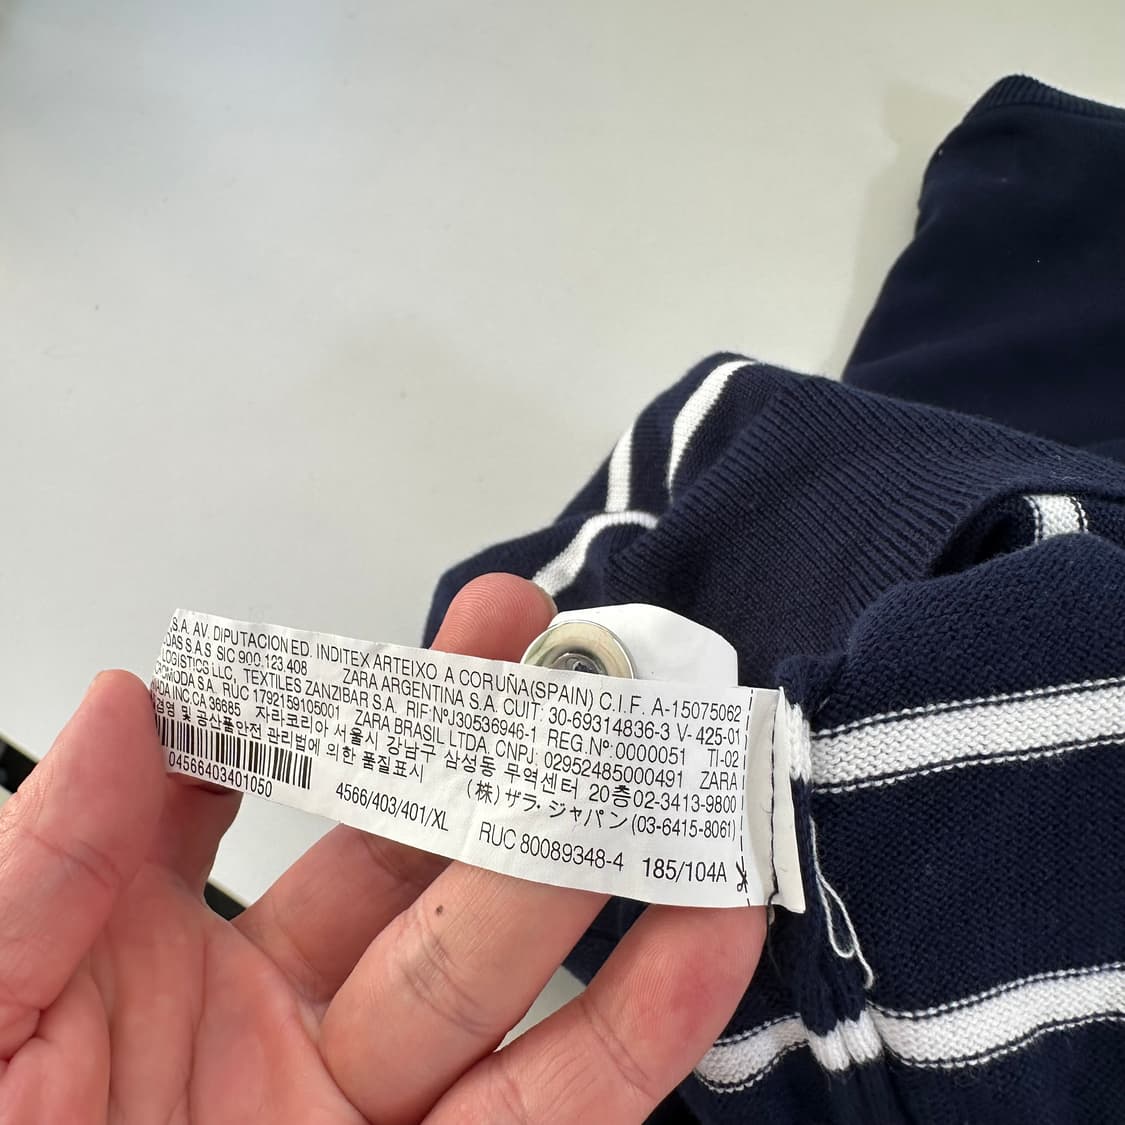 S.A. AV. DIPUTACION ED. INDITEX ARTEIXO A CORUÑA(SPAIN) C.I.F. A-15075062
S.A.S SIC 900.123.408 ZARA ARGENTINA S.A. CUIT: 30-69314836-3 V- 425-01
LOGISTICS LLC, TEXTILES ZANZIBAR S.A. RIF:NºJ30536946-1 REG.Nº:0000051 TI-02
S.A. RUC 1792159105001 ZARA BRASIL LTDA. CNPJ: 02952485000491 ZARA
INC CA 36685 자라코리아 서울시 강남구 삼성동 무역센터 20층02-3413-9800
및 공산품안전 관리법에 의한 품질표시 (株) ザラ・ジャパン (03-6415-8061)
04566403401050 4566/403/401/XL RUC 80089348-4 185/104A